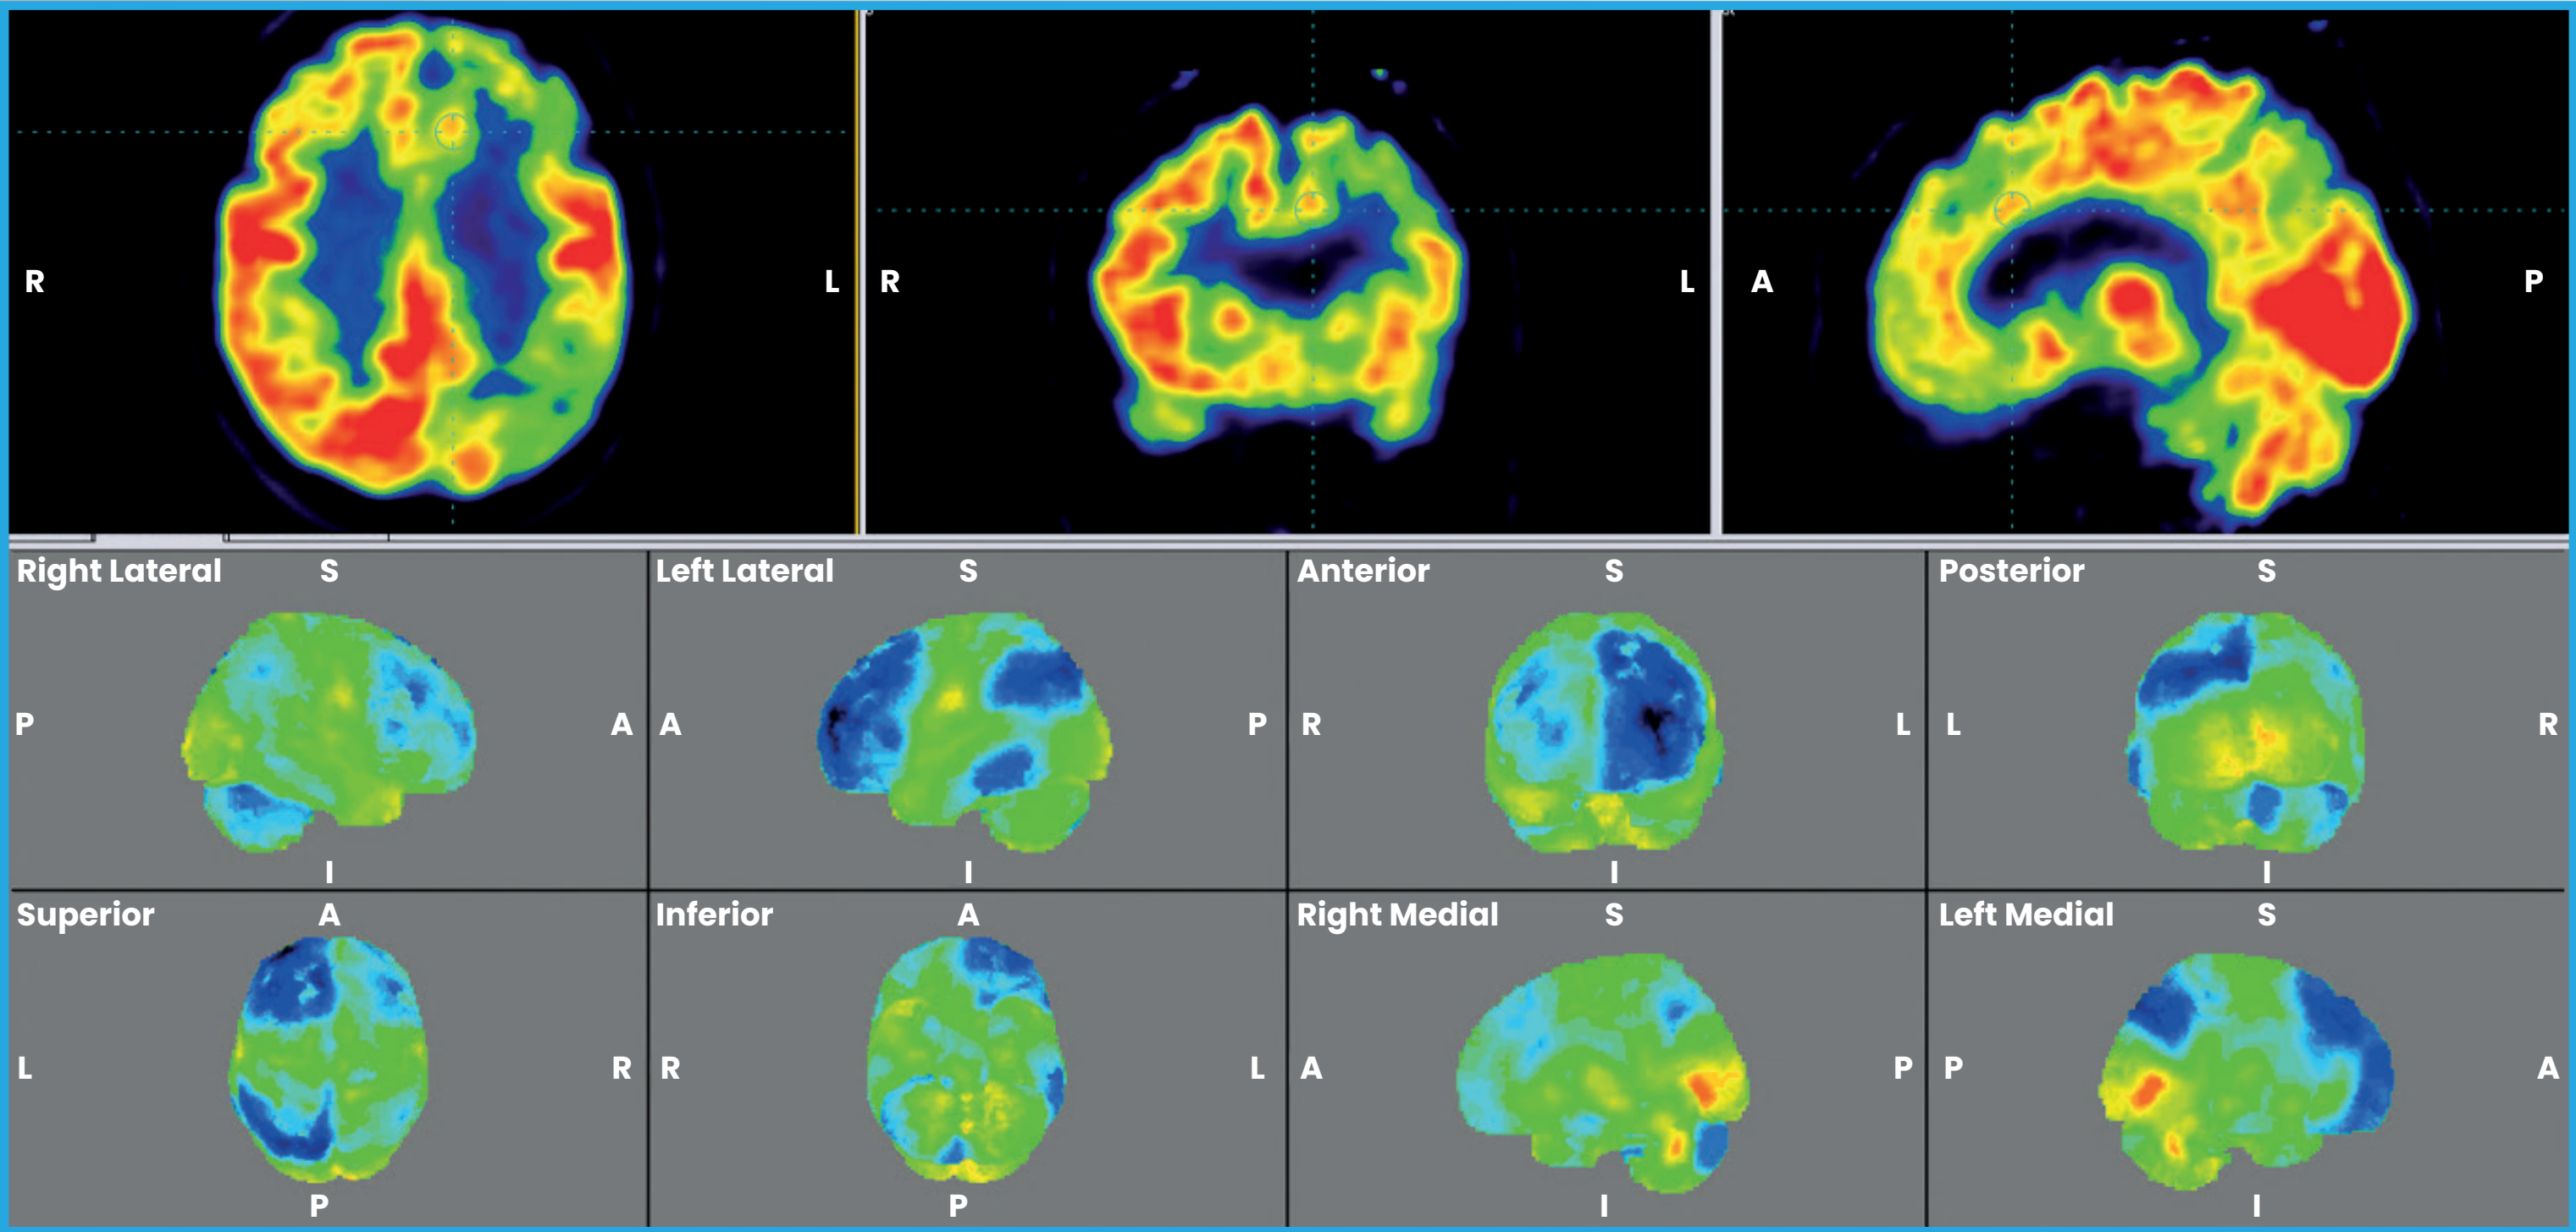 R L R L A P
Right Lateral S Left Lateral S Anterior S Posterior S
P A A P R L L R
I I I I
Superior A Inferior A Right Medial S Left Medial S
L R R L A P P A
P P I I